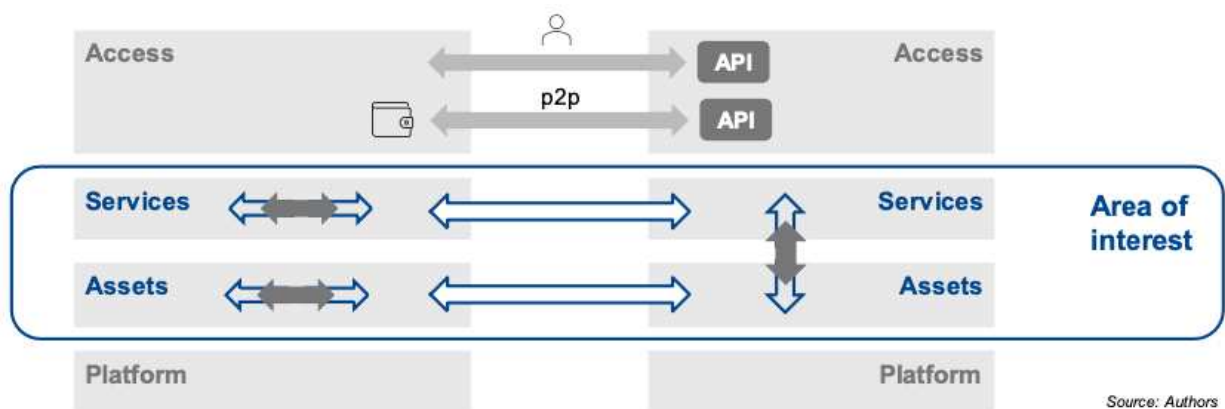 Access
API
Access
p2p
API
Services
Services
Area of
interest
Assets
Assets
Platform
Platform
Source: Authors